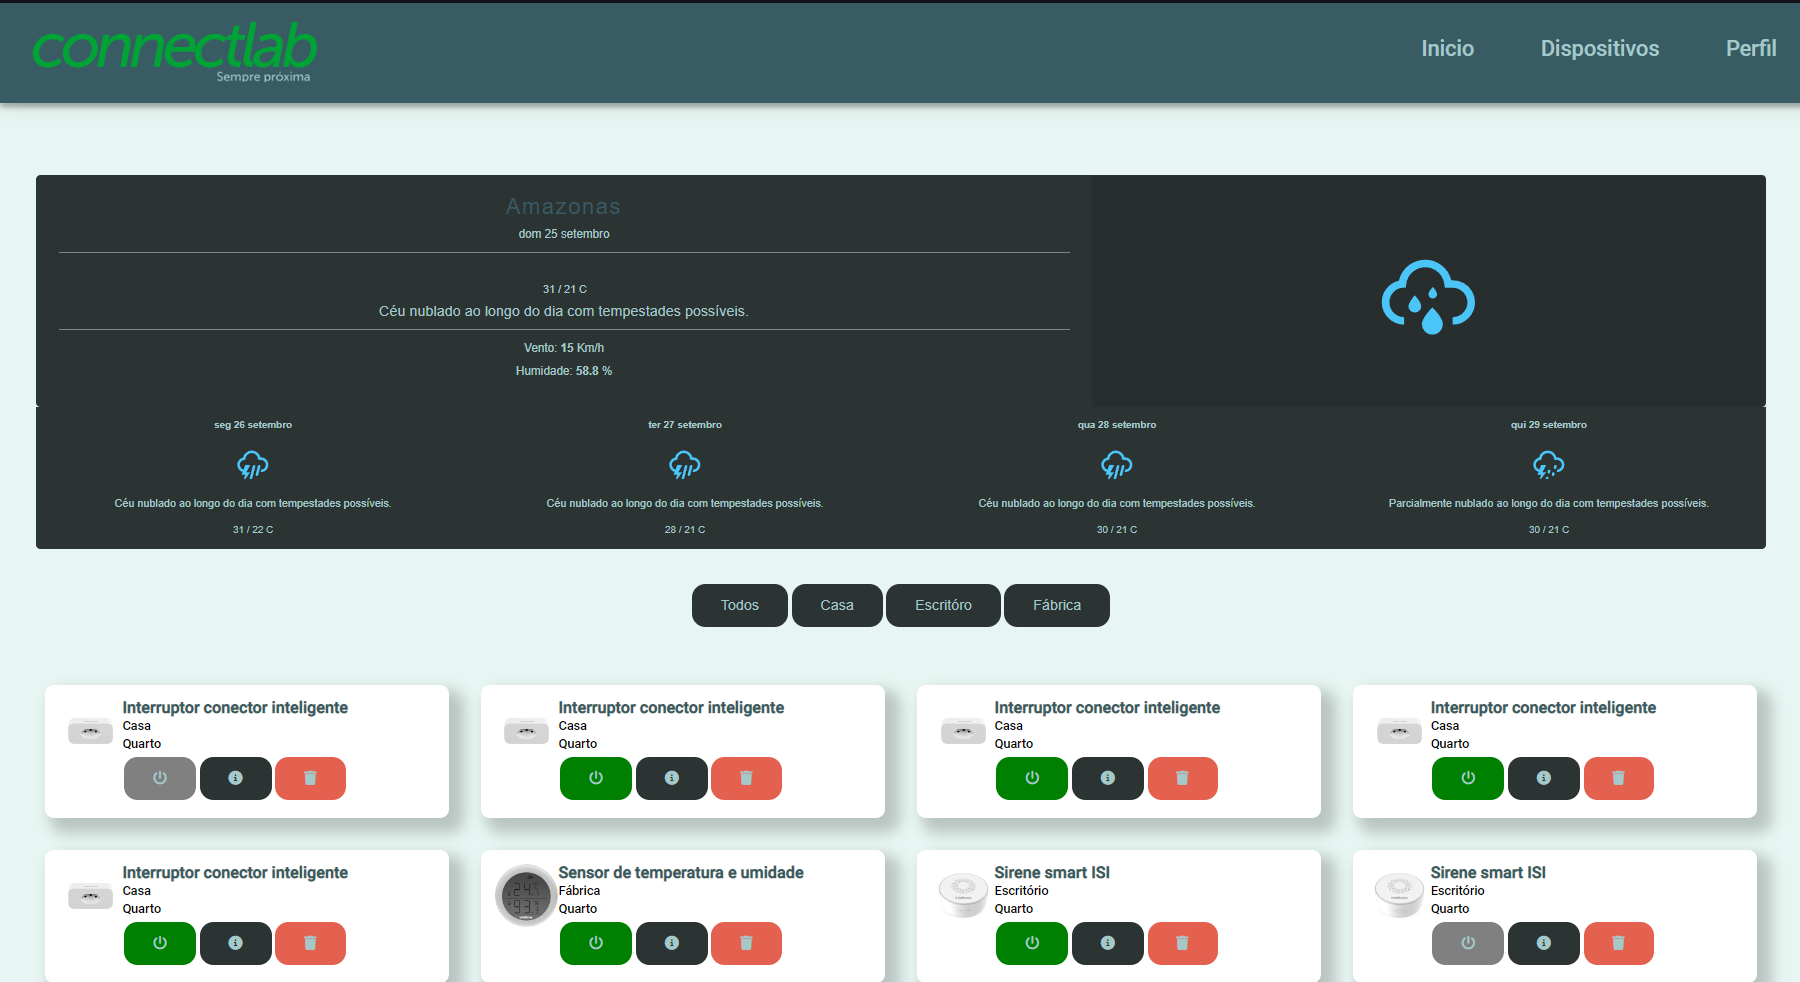 connectlab
Sempre próxima
Inicio
Dispositivos
Perfil
Amazonas
dom 25 setembro
31 / 21 C
Céu nublado ao longo do dia com tempestades possíveis.
Vento: 15 Km/h
Humidade: 58.8 %
seg 26 setembro
Céu nublado ao longo do dia com tempestades possíveis.
31 / 22 C
ter 27 setembro
Céu nublado ao longo do dia com tempestades possíveis.
28 / 21 C
qua 28 setembro
Céu nublado ao longo do dia com tempestades possíveis.
30 / 21 C
qui 29 setembro
Parcialmente nublado ao longo do dia com tempestades possíveis.
30 / 21 C
Todos
Casa
Escritóro
Fábrica
Interruptor conector inteligente
Casa
Quarto
Interruptor conector inteligente
Casa
Quarto
Interruptor conector inteligente
Casa
Quarto
Interruptor conector inteligente
Casa
Quarto
Interruptor conector inteligente
Casa
Quarto
Sensor de temperatura e umidade
Fábrica
Quarto
Sirene smart ISI
Escritório
Quarto
Sirene smart ISI
Escritório
Quarto